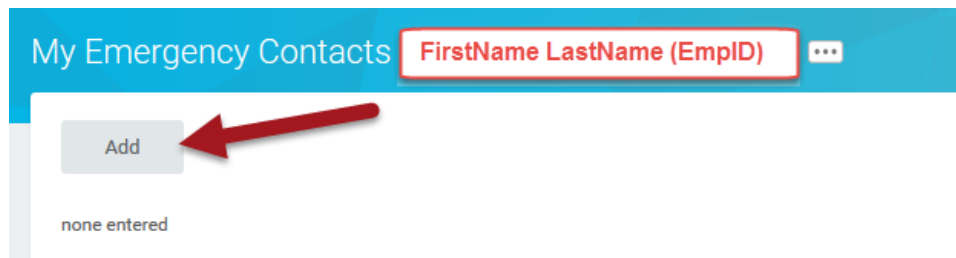 My Emergency Contacts FirstName LastName (EmpID)
Add
none entered